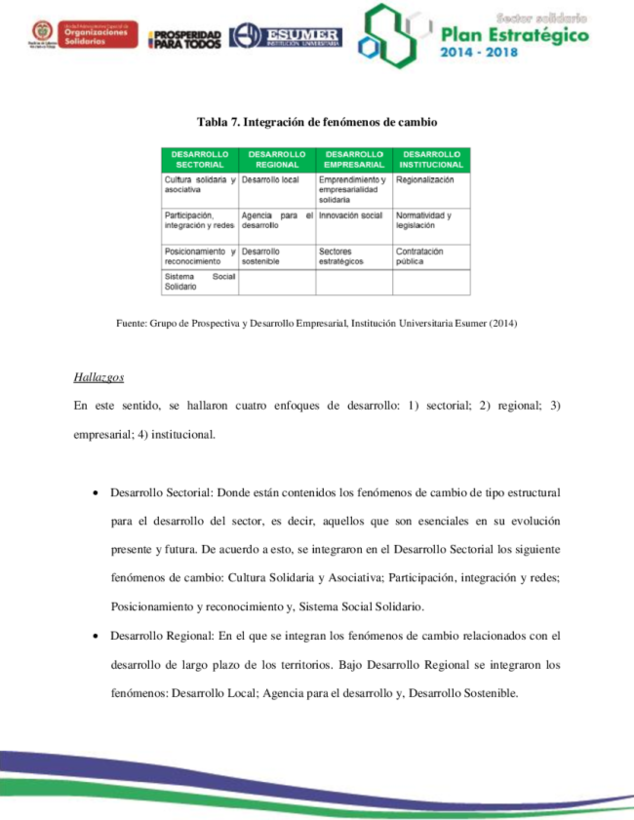 Unidad Administrativa Especial de
Organizaciones
Solidarias
PROSPERIDAD
PARA TODOS
ESUMER
INSTITUCIÓN UNIVERSITARIA
Sector solidario
Plan Estratégico
2014 - 2018
Tabla 7. Integración de fenómenos de cambio
DESARROLLO SECTORIAL DESARROLLO REGIONAL DESARROLLO EMPRESARIAL DESARROLLO INSTITUCIONAL
Cultura solidaria y asociativa Desarrollo local Emprendimiento y empresarialidad solidaria Regionalización
Participación, integración y redes Agencia para el desarrollo Innovación social Normatividad y legislación
Posicionamiento y reconocimiento Desarrollo sostenible Sectores estratégicos Contratación pública
Sistema Social Solidario
Fuente: Grupo de Prospectiva y Desarrollo Empresarial, Institución Universitaria Esumer (2014)
Hallazgos
En este sentido, se hallaron cuatro enfoques de desarrollo: 1) sectorial; 2) regional; 3)
empresarial; 4) institucional.
• Desarrollo Sectorial: Donde están contenidos los fenómenos de cambio de tipo estructural
para el desarrollo del sector, es decir, aquellos que son esenciales en su evolución
presente y futura. De acuerdo a esto, se integraron en el Desarrollo Sectorial los siguiente
fenómenos de cambio: Cultura Solidaria y Asociativa; Participación, integración y redes;
Posicionamiento y reconocimiento y, Sistema Social Solidario.
• Desarrollo Regional: En el que se integran los fenómenos de cambio relacionados con el
desarrollo de largo plazo de los territorios. Bajo Desarrollo Regional se integraron los
fenómenos: Desarrollo Local; Agencia para el desarrollo y, Desarrollo Sostenible.